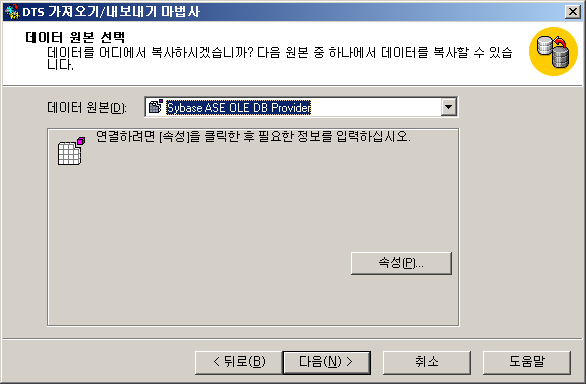 DTS 가져오기/내보내기 마법사
데이터 원본 선택
데이터를 어디에서 복사하시겠습니까? 다음 원본 중 하나에서 데이터를 복사할 수 있습
니다.
데이터 원본(D): Sybase ASE OLE DB Provider
연결하려면 [속성]을 클릭한 후 필요한 정보를 입력하십시오.
속성(P)...
< 뒤로(B) 다음(N) > 취소 도움말